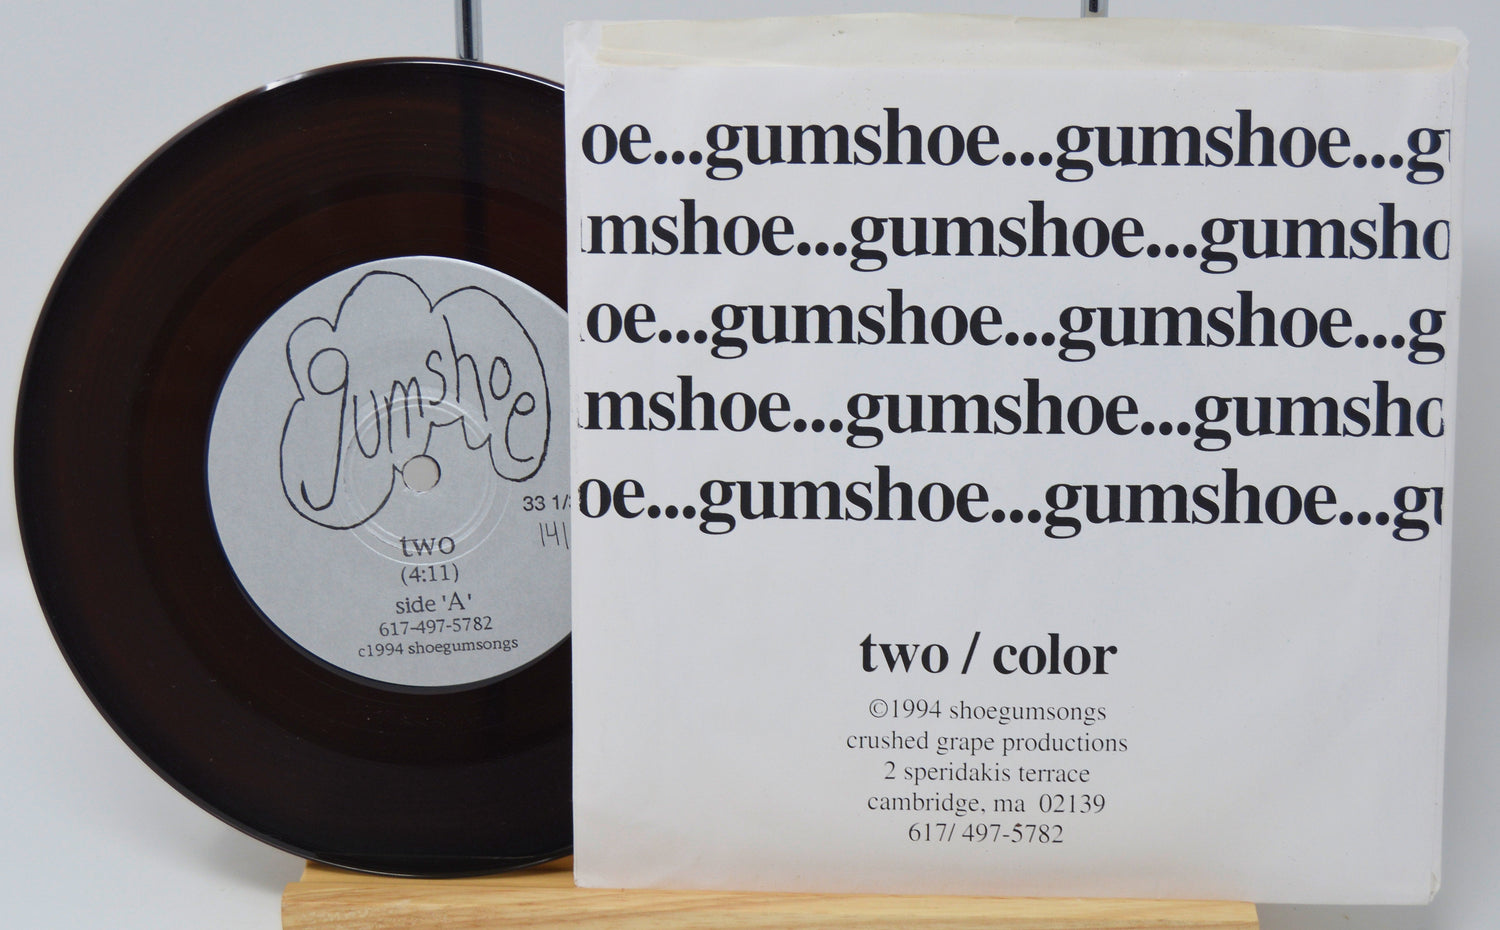 gumshoe
33 1/
141
two
(4:11)
side 'A'
617-497-5782
c1994 shoegumsongs
oe...gumshoe...gumshoe...g
mshoe...gumshoe...gumsho
oe...gumshoe...gumshoe...g
mshoe...gumshoe...gumsho
oe...gumshoe...gumshoe...gu
two / color
©1994 shoegumsongs
crushed grape productions
2 speridakis terrace
cambridge, ma 02139
617/ 497-5782